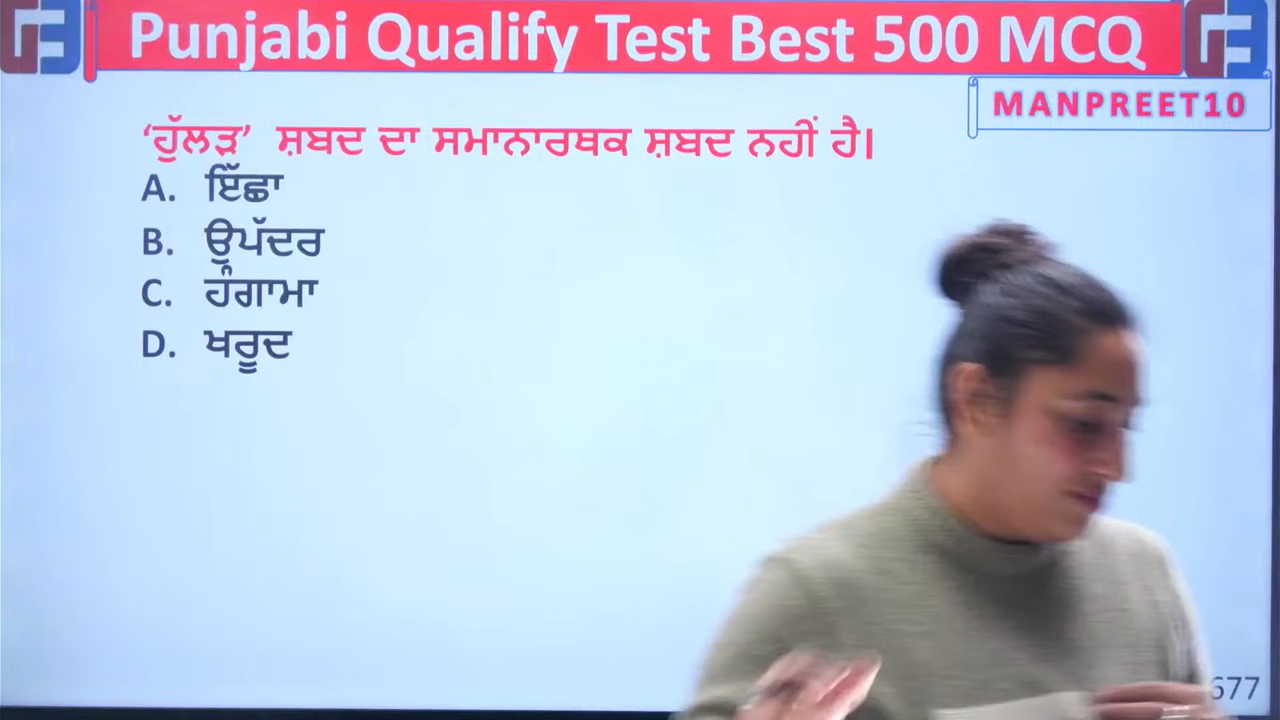 Punjabi Qualify Test Best 500 MCQ
MANPREET10
‘ਹੁੱਲੜ’ ਸ਼ਬਦ ਦਾ ਸਮਾਨਾਰਥਕ ਸ਼ਬਦ ਨਹੀਂ ਹੈ।
A. ਇੱਛਾ
B. ਉਪੱਦਰ
C. ਹੰਗਾਮਾ
D. ਖਰੂਦ
677